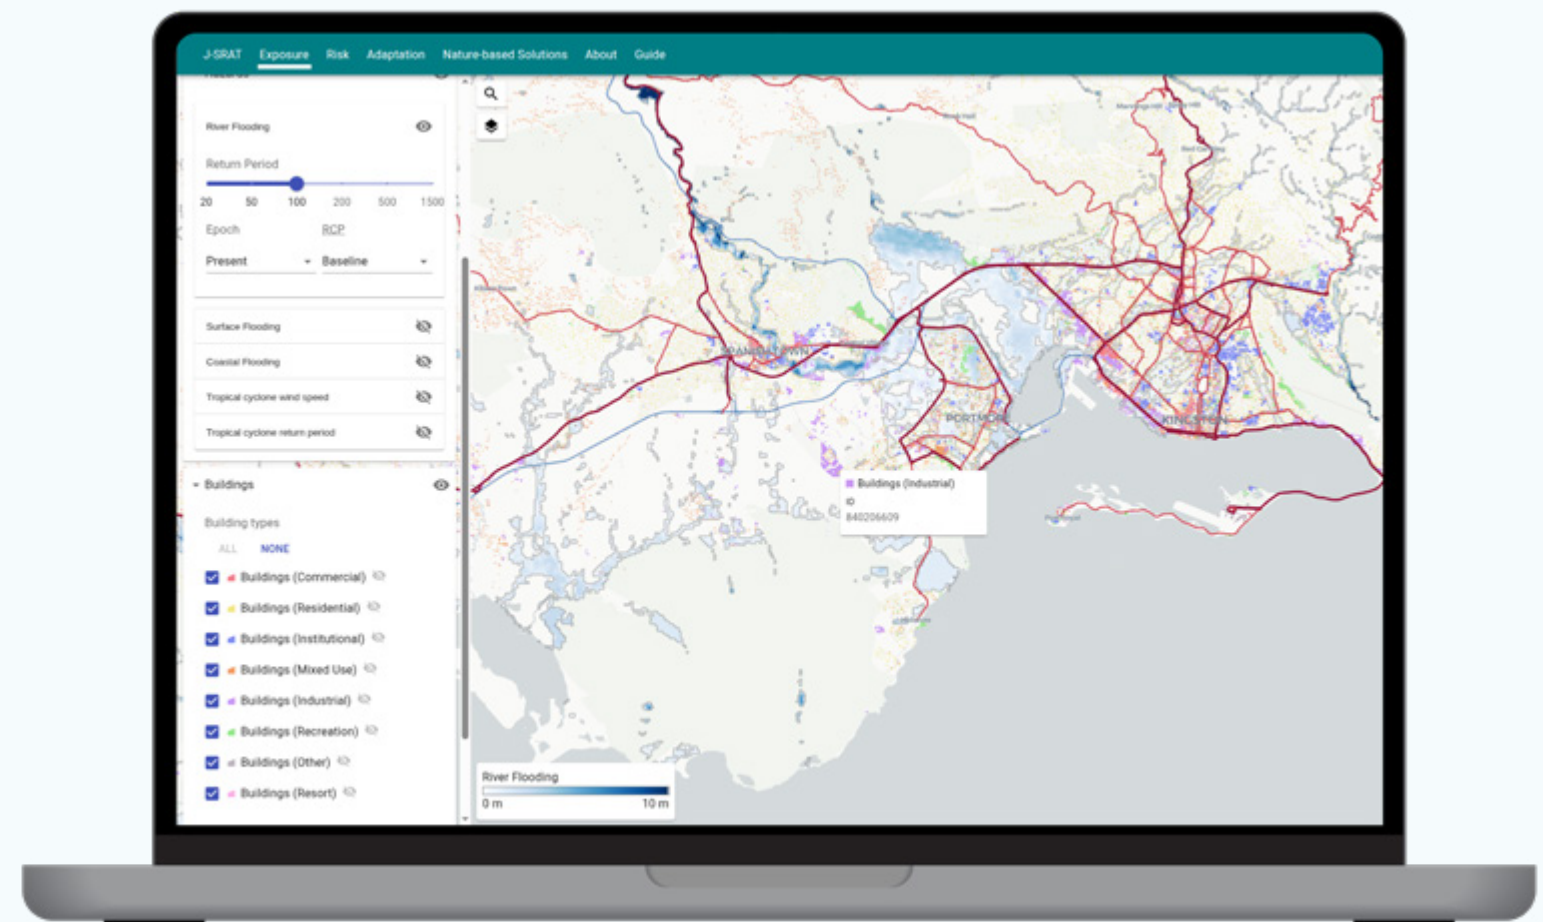 J-SRAT Exposure Risk Adaptation Nature-based Solutions About Guide
River Flooding
Return Period
20 50 100 200 500 1500
Epoch RCP
Present Baseline
Surface Flooding
Coastal Flooding
Tropical cyclone wind speed
Tropical cyclone return period
Buildings
Building types
ALL NONE
Buildings (Commercial)
Buildings (Residential)
Buildings (Institutional)
Buildings (Mixed Use)
Buildings (Industrial)
Buildings (Recreation)
Buildings (Other)
Buildings (Resort)
SPANISH TOWN
PORTMORE
KINGSTON
Buildings (Industrial)
ID
840206609
River Flooding
0 m 10 m